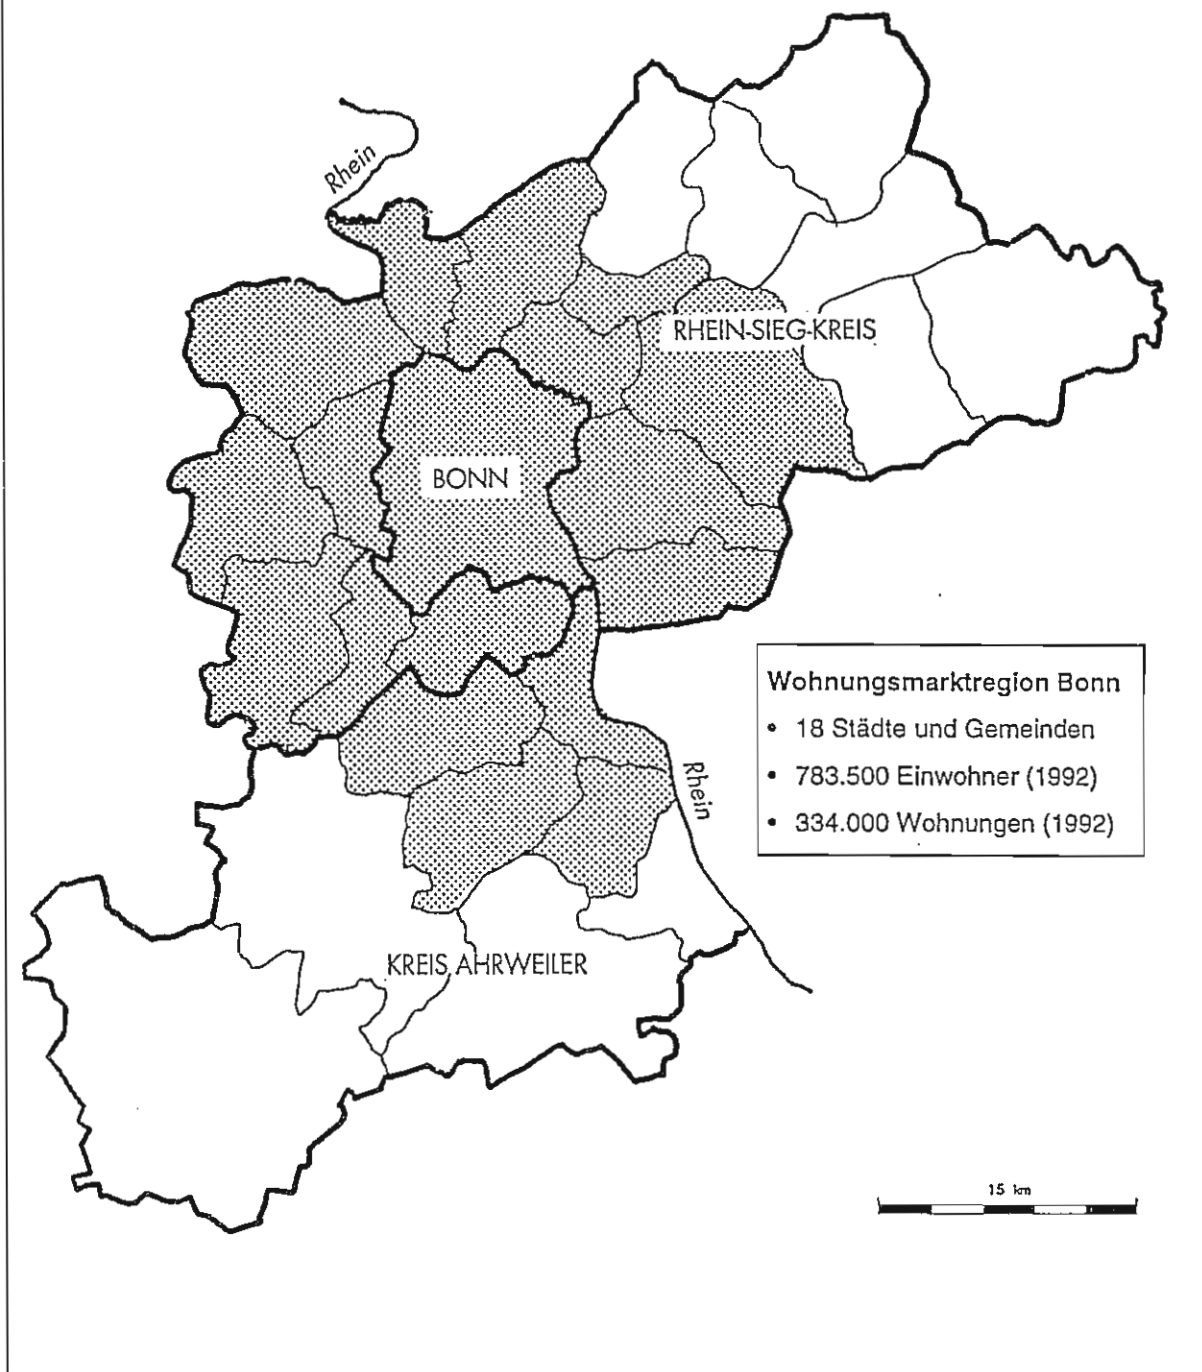 Rhein
RHEIN-SIEG-KREIS
BONN
Wohnungsmarktregion Bonn
• 18 Städte und Gemeinden
• 783.500 Einwohner (1992)
• 334.000 Wohnungen (1992)
Rhein
KREIS AHRWEILER
15 km